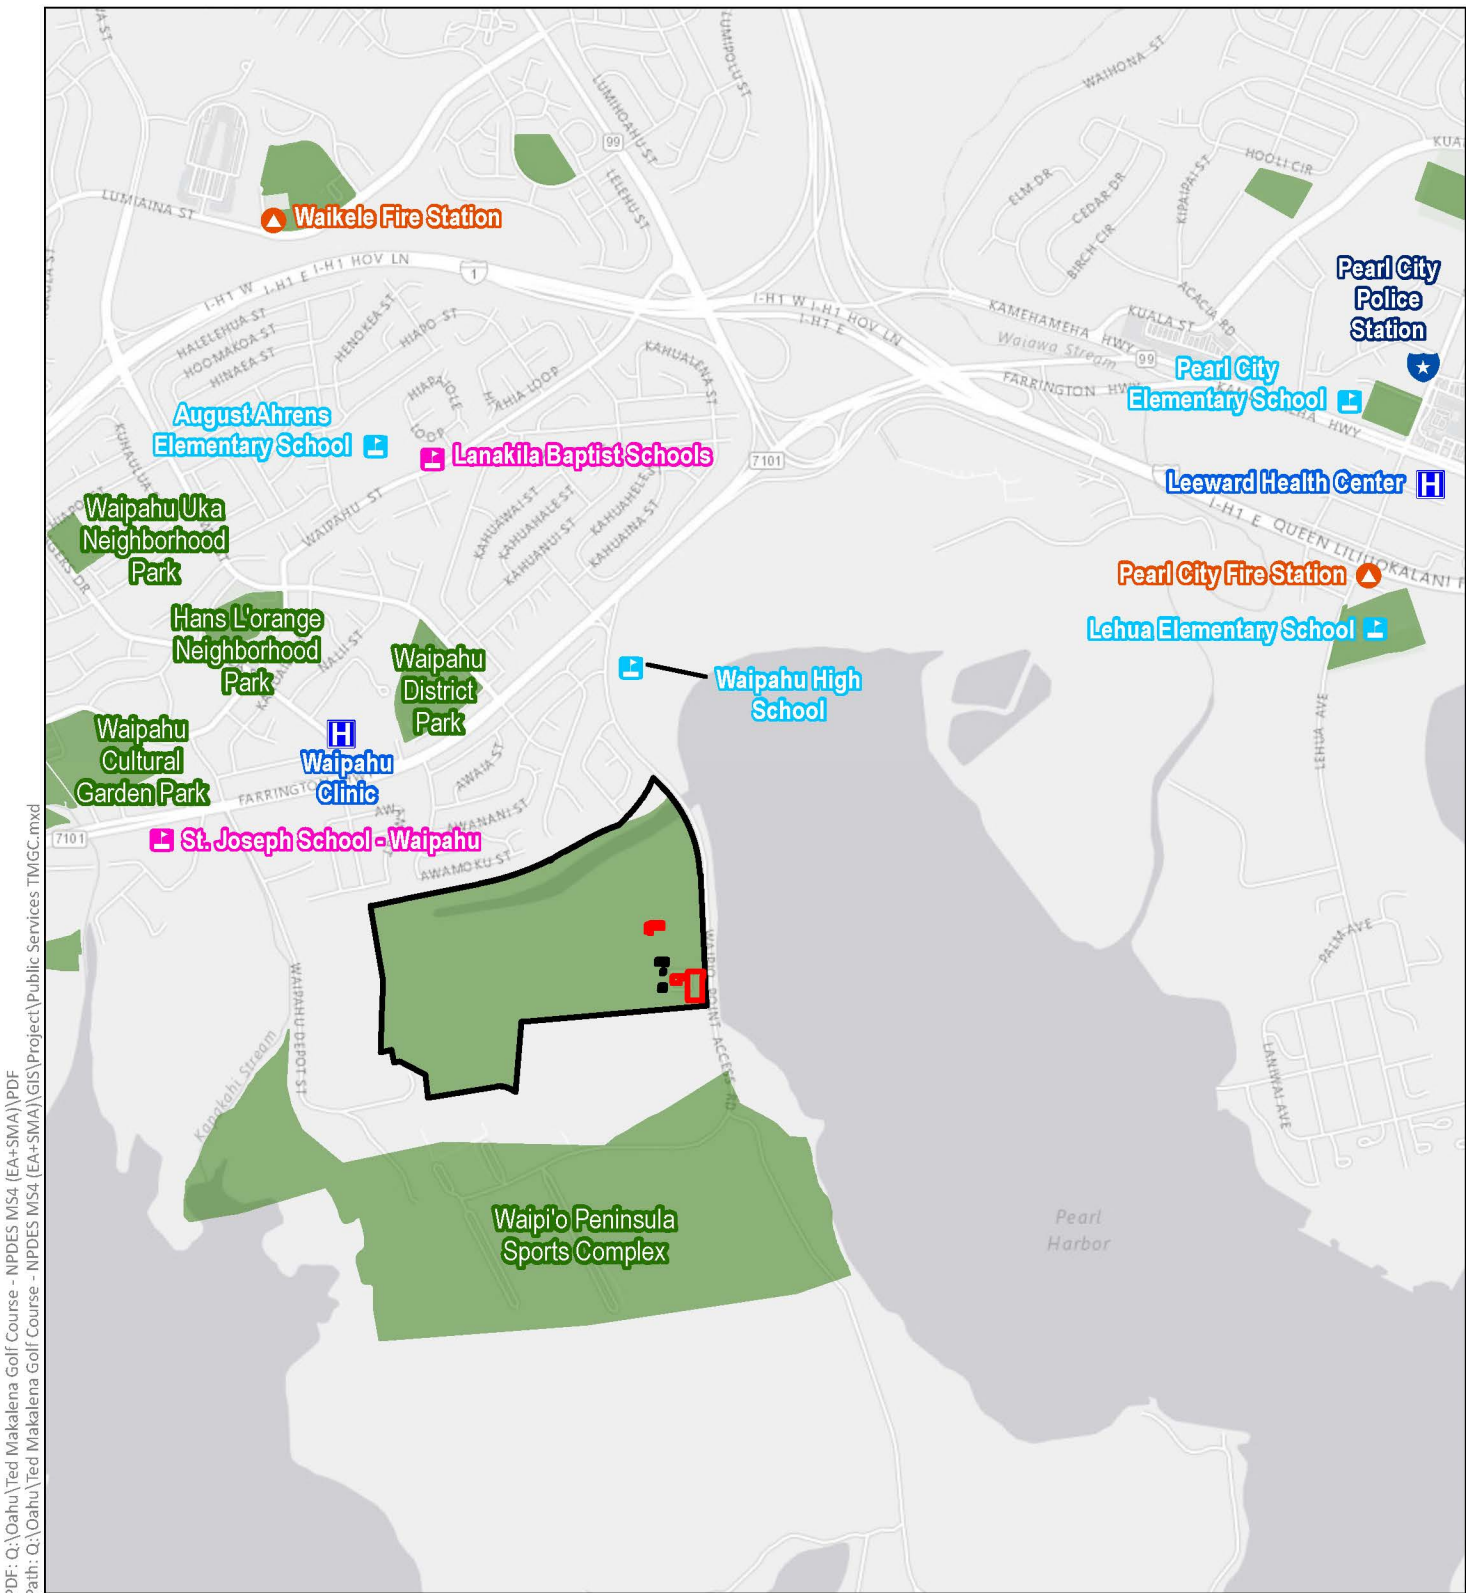 LUMIPOLU ST
WAIHONA ST
LUMIHOAHU ST
99
HOOLI CIR
KIPAIPAI ST
ELM DR
CEDAR DR
LELEHU ST
BIRCH CIR
LUMIAINA ST
Waikele Fire Station
I-H1 W I-H1 E I-H1 HOV LN
1
Pearl City
Police
Station
ACACIA RD
I-H1 W I-H1 HOV LN
I-H1 E
KAMEHAMEHA HWY
KUALA ST
HALELEHUA ST
HOOMAKOA ST
HINAEA ST
HENOKEA ST
HIAPO ST
KAHUALENA ST
Waiawa Stream
99
FARRINGTON HWY
Pearl City
Elementary School
August Ahrens
Elementary School
LOOP
AHIA LOOP
Lanakila Baptist Schools
7101
Leeward Health Center
I-H1 E QUEEN LILIUOKALANI
Waipahu Uka
Neighborhood
Park
WAIPAHU ST
KAHUAWAI ST
KAHUAHALE ST
KAHUANUI ST
KAHUAINA ST
Pearl City Fire Station
Hans L'orange
Neighborhood
Park
NALII ST
Lehua Elementary School
Waipahu
District
Park
Waipahu High
School
LEHUA AVE
Waipahu
Cultural
Garden Park
Waipahu
Clinic
FARRINGTON
AWAIA ST
AWANANI ST
7101
St. Joseph School - Waipahu
AWAMOKU ST
WAIPIO POINT ACCESS RD
PALM AVE
WAIPAHU DEPOT ST
Kapakahi Stream
LANIWAI AVE
Waipi'o Peninsula
Sports Complex
Pearl
Harbor
PDF: Q:\Oahu\Ted Makalena Golf Course - NPDES MS4 (EA+SMA)\PDF
Path: Q:\Oahu\Ted Makalena Golf Course - NPDES MS4 (EA+SMA)\GIS\Project\Public Services TMGC.mxd